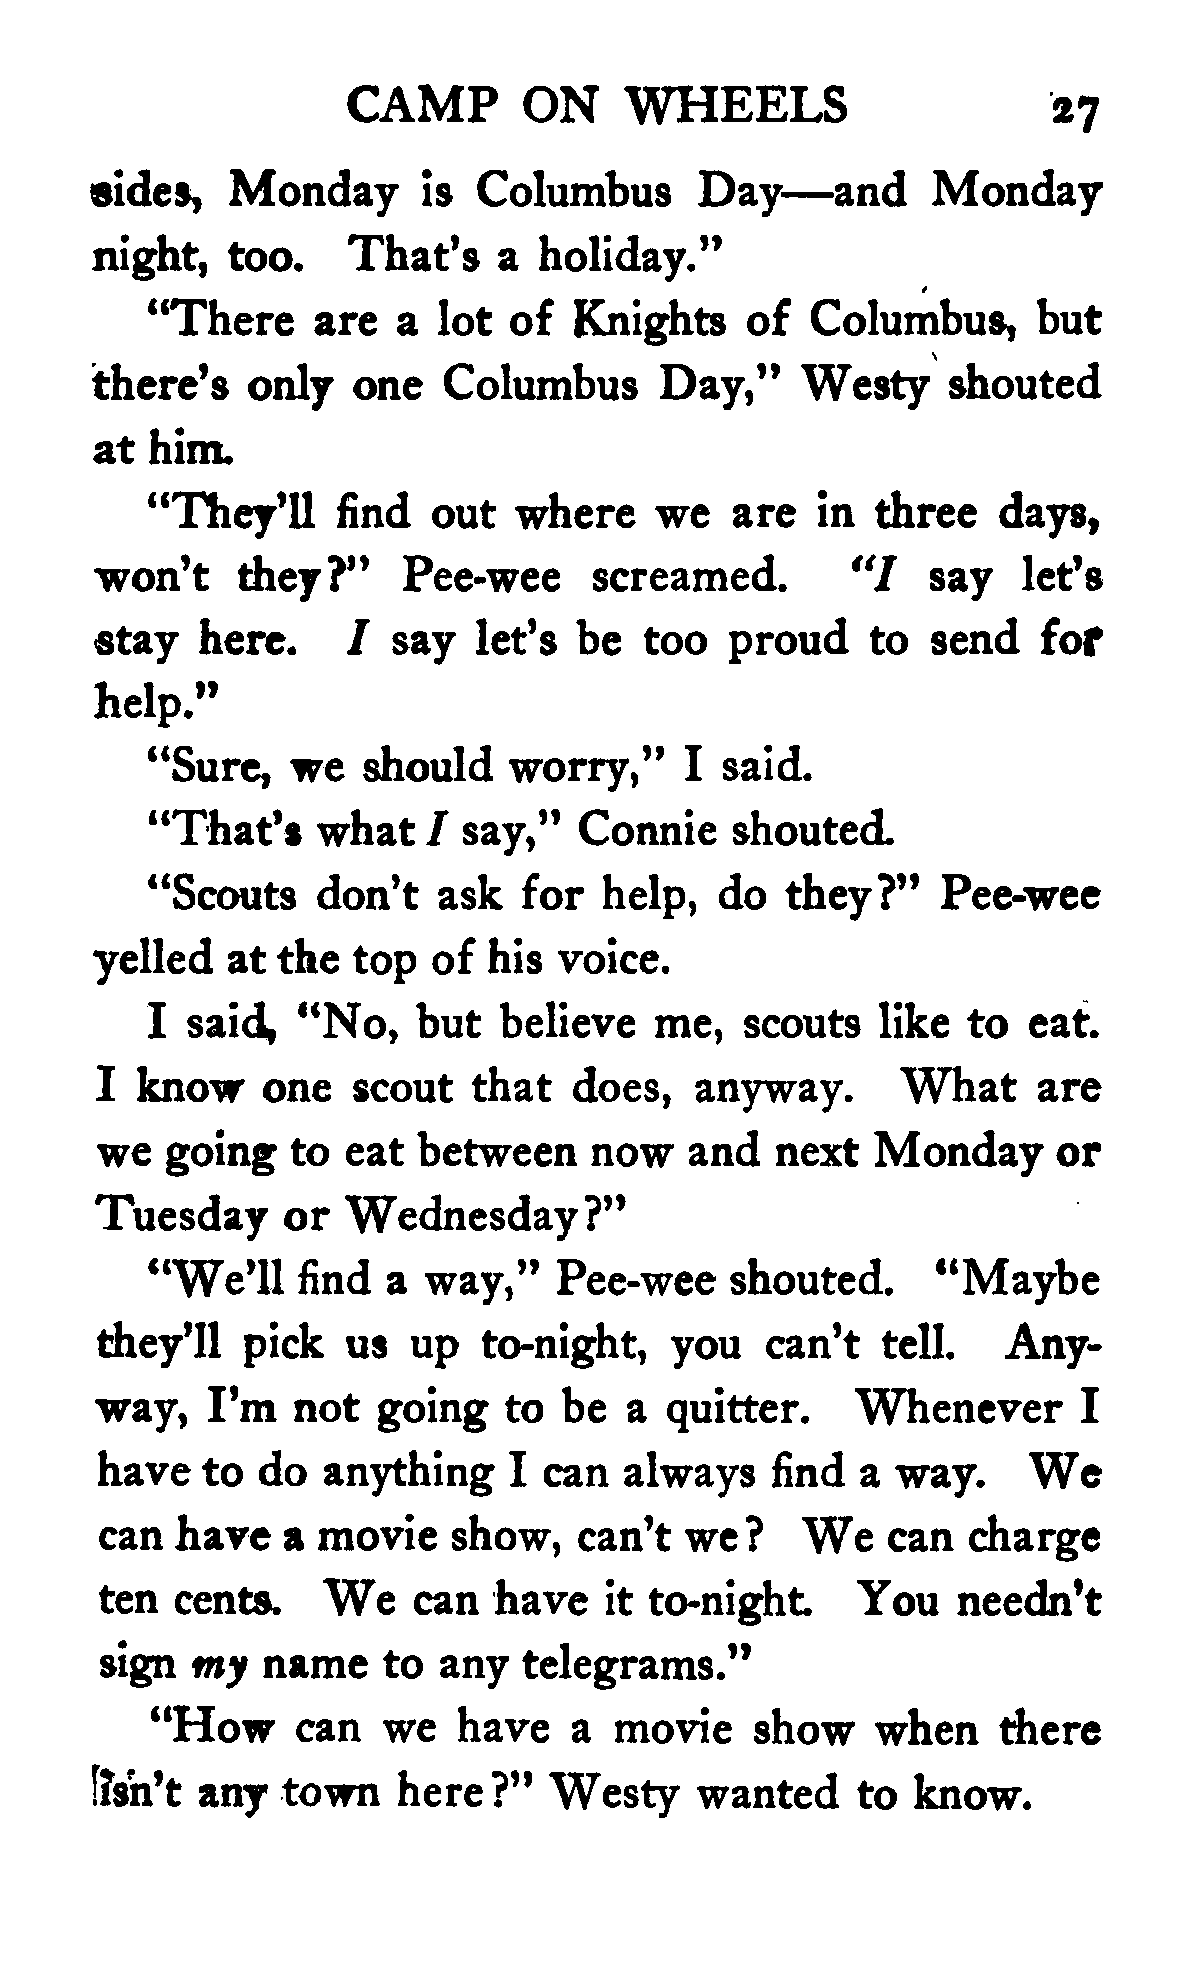 CAMP ON WHEELS 27
sides, Monday is Columbus Day—and Monday
night, too. That's a holiday."
"There are a lot of Knights of Columbus, but
there's only one Columbus Day," Westy shouted
at him.
"They'll find out where we are in three days,
won't they?" Pee-wee screamed. "I say let's
stay here. I say let's be too proud to send for
help."
"Sure, we should worry," I said.
"That's what I say," Connie shouted.
"Scouts don't ask for help, do they?" Pee-wee
yelled at the top of his voice.
I said, "No, but believe me, scouts like to eat.
I know one scout that does, anyway. What are
we going to eat between now and next Monday or
Tuesday or Wednesday?"
"We'll find a way," Pee-wee shouted. "Maybe
they'll pick us up to-night, you can't tell. Any-
way, I'm not going to be a quitter. Whenever I
have to do anything I can always find a way. We
can have a movie show, can't we? We can charge
ten cents. We can have it to-night. You needn't
sign my name to any telegrams."
"How can we have a movie show when there
isn't any town here?" Westy wanted to know.